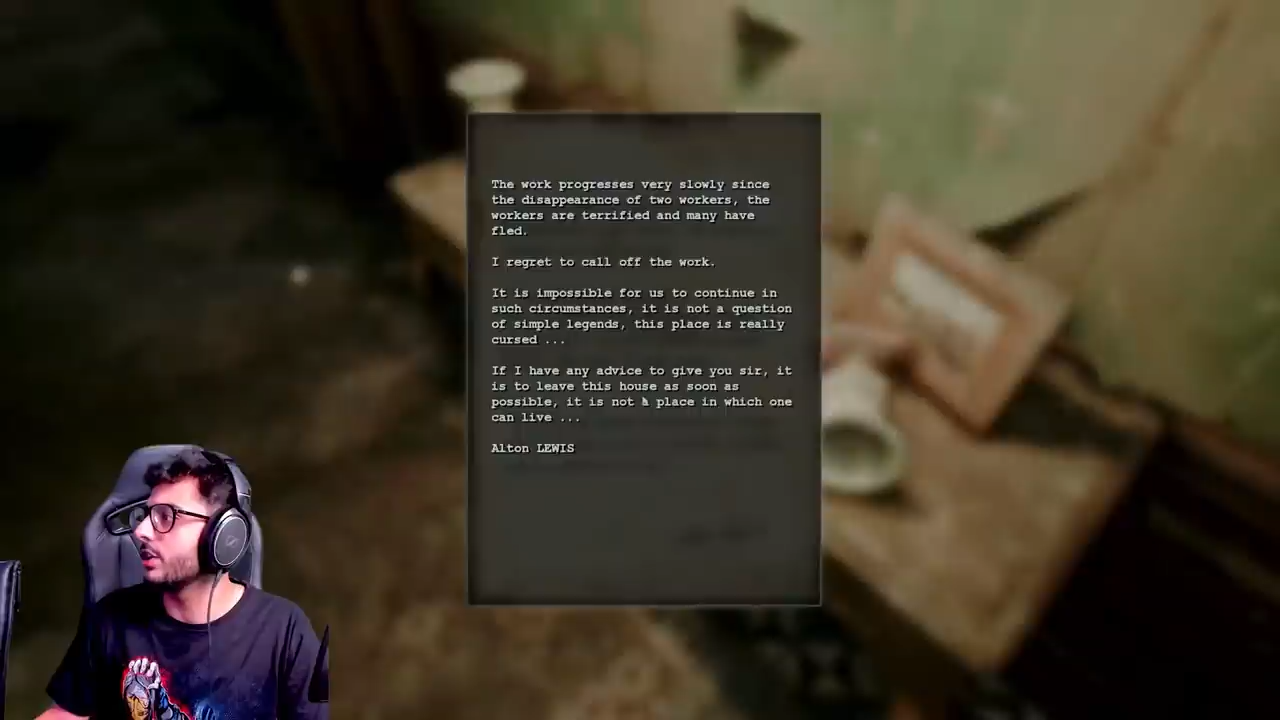 The work progresses very slowly since
the disappearance of two workers, the
workers are terrified and many have
fled.
I regret to call off the work.
It is impossible for us to continue in
such circumstances, it is not a question
of simple legends, this place is really
cursed ...
If I have any advice to give you sir, it
is to leave this house as soon as
possible, it is not a place in which one
can live ...
Alton LEWIS